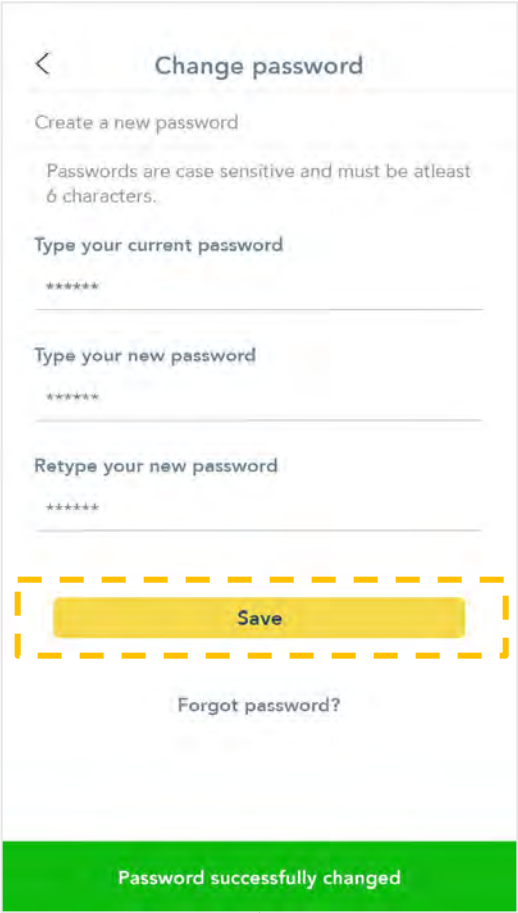 Change password
Create a new password
Passwords are case sensitive and must be atleast
6 characters.
Type your current password
******
Type your new password
******
Retype your new password
******
Save
Forgot password?
Password successfully changed